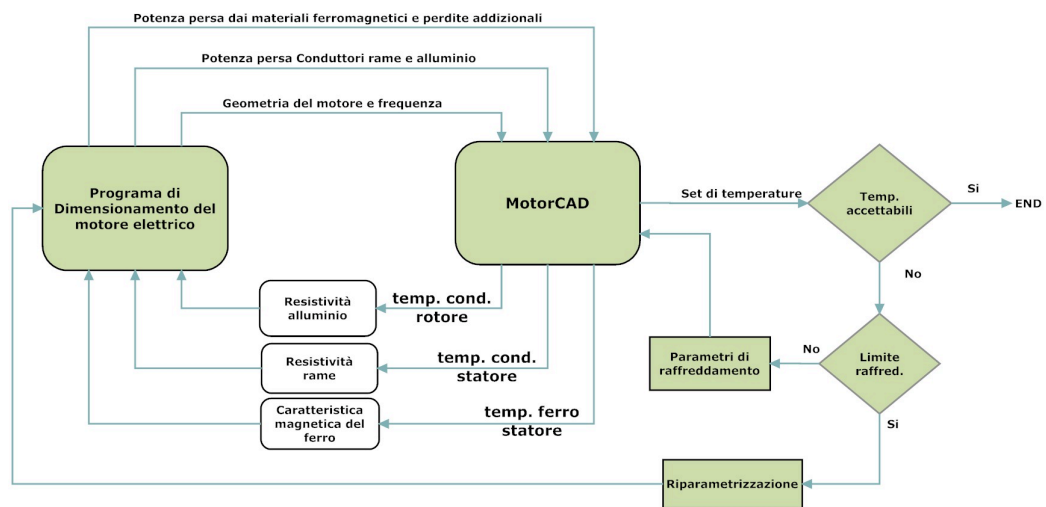 Potenza persa dai materiali ferromagnetici e perdite addizionali
Potenza persa Conduttori rame e alluminio
Geometria del motore e frequenza
Programa di
Dimensionamento del
motore elettrico
MotorCAD
Set di temperature
Temp.
accettabili
Si
END
No
Resistività
alluminio
temp. cond.
rotore
Resistività
rame
temp. cond.
statore
Caratteristica
magnetica del
ferro
temp. ferro
statore
Parametri di
raffreddamento
No
Limite
raffred.
Si
Riparametrizzazione